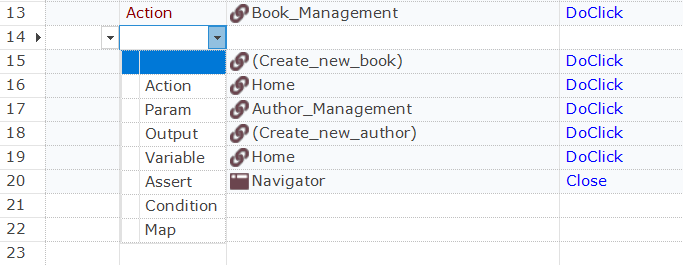 13 Action Book_Management DoClick
14
15 (Create_new_book) DoClick
16 Action Home DoClick
17 Param Author_Management DoClick
18 Output (Create_new_author) DoClick
19 Variable Home DoClick
20 Assert Navigator Close
21 Condition
22 Map
23